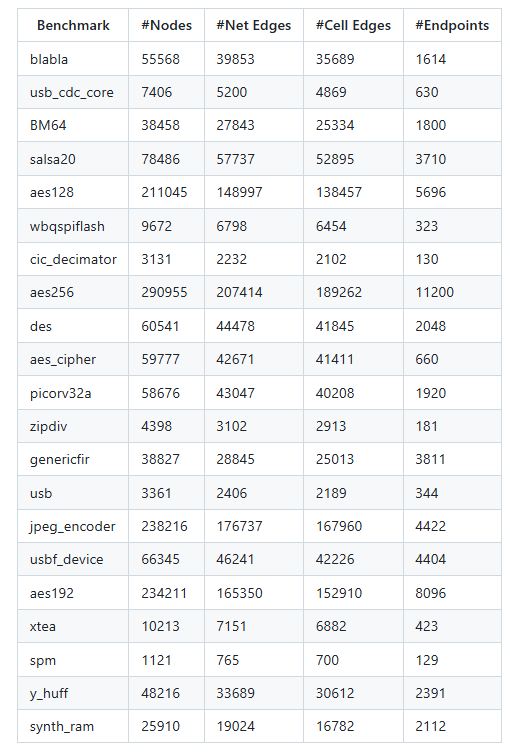 Benchmark #Nodes #Net Edges #Cell Edges #Endpoints
blabla 55568 39853 35689 1614
usb_cdc_core 7406 5200 4869 630
BM64 38458 27843 25334 1800
salsa20 78486 57737 52895 3710
aes128 211045 148997 138457 5696
wbqspiflash 9672 6798 6454 323
cic_decimator 3131 2232 2102 130
aes256 290955 207414 189262 11200
des 60541 44478 41845 2048
aes_cipher 59777 42671 41411 660
picorv32a 58676 43047 40208 1920
zipdiv 4398 3102 2913 181
genericfir 38827 28845 25013 3811
usb 3361 2406 2189 344
jpeg_encoder 238216 176737 167960 4422
usbf_device 66345 46241 42226 4404
aes192 234211 165350 152910 8096
xtea 10213 7151 6882 423
spm 1121 765 700 129
y_huff 48216 33689 30612 2391
synth_ram 25910 19024 16782 2112